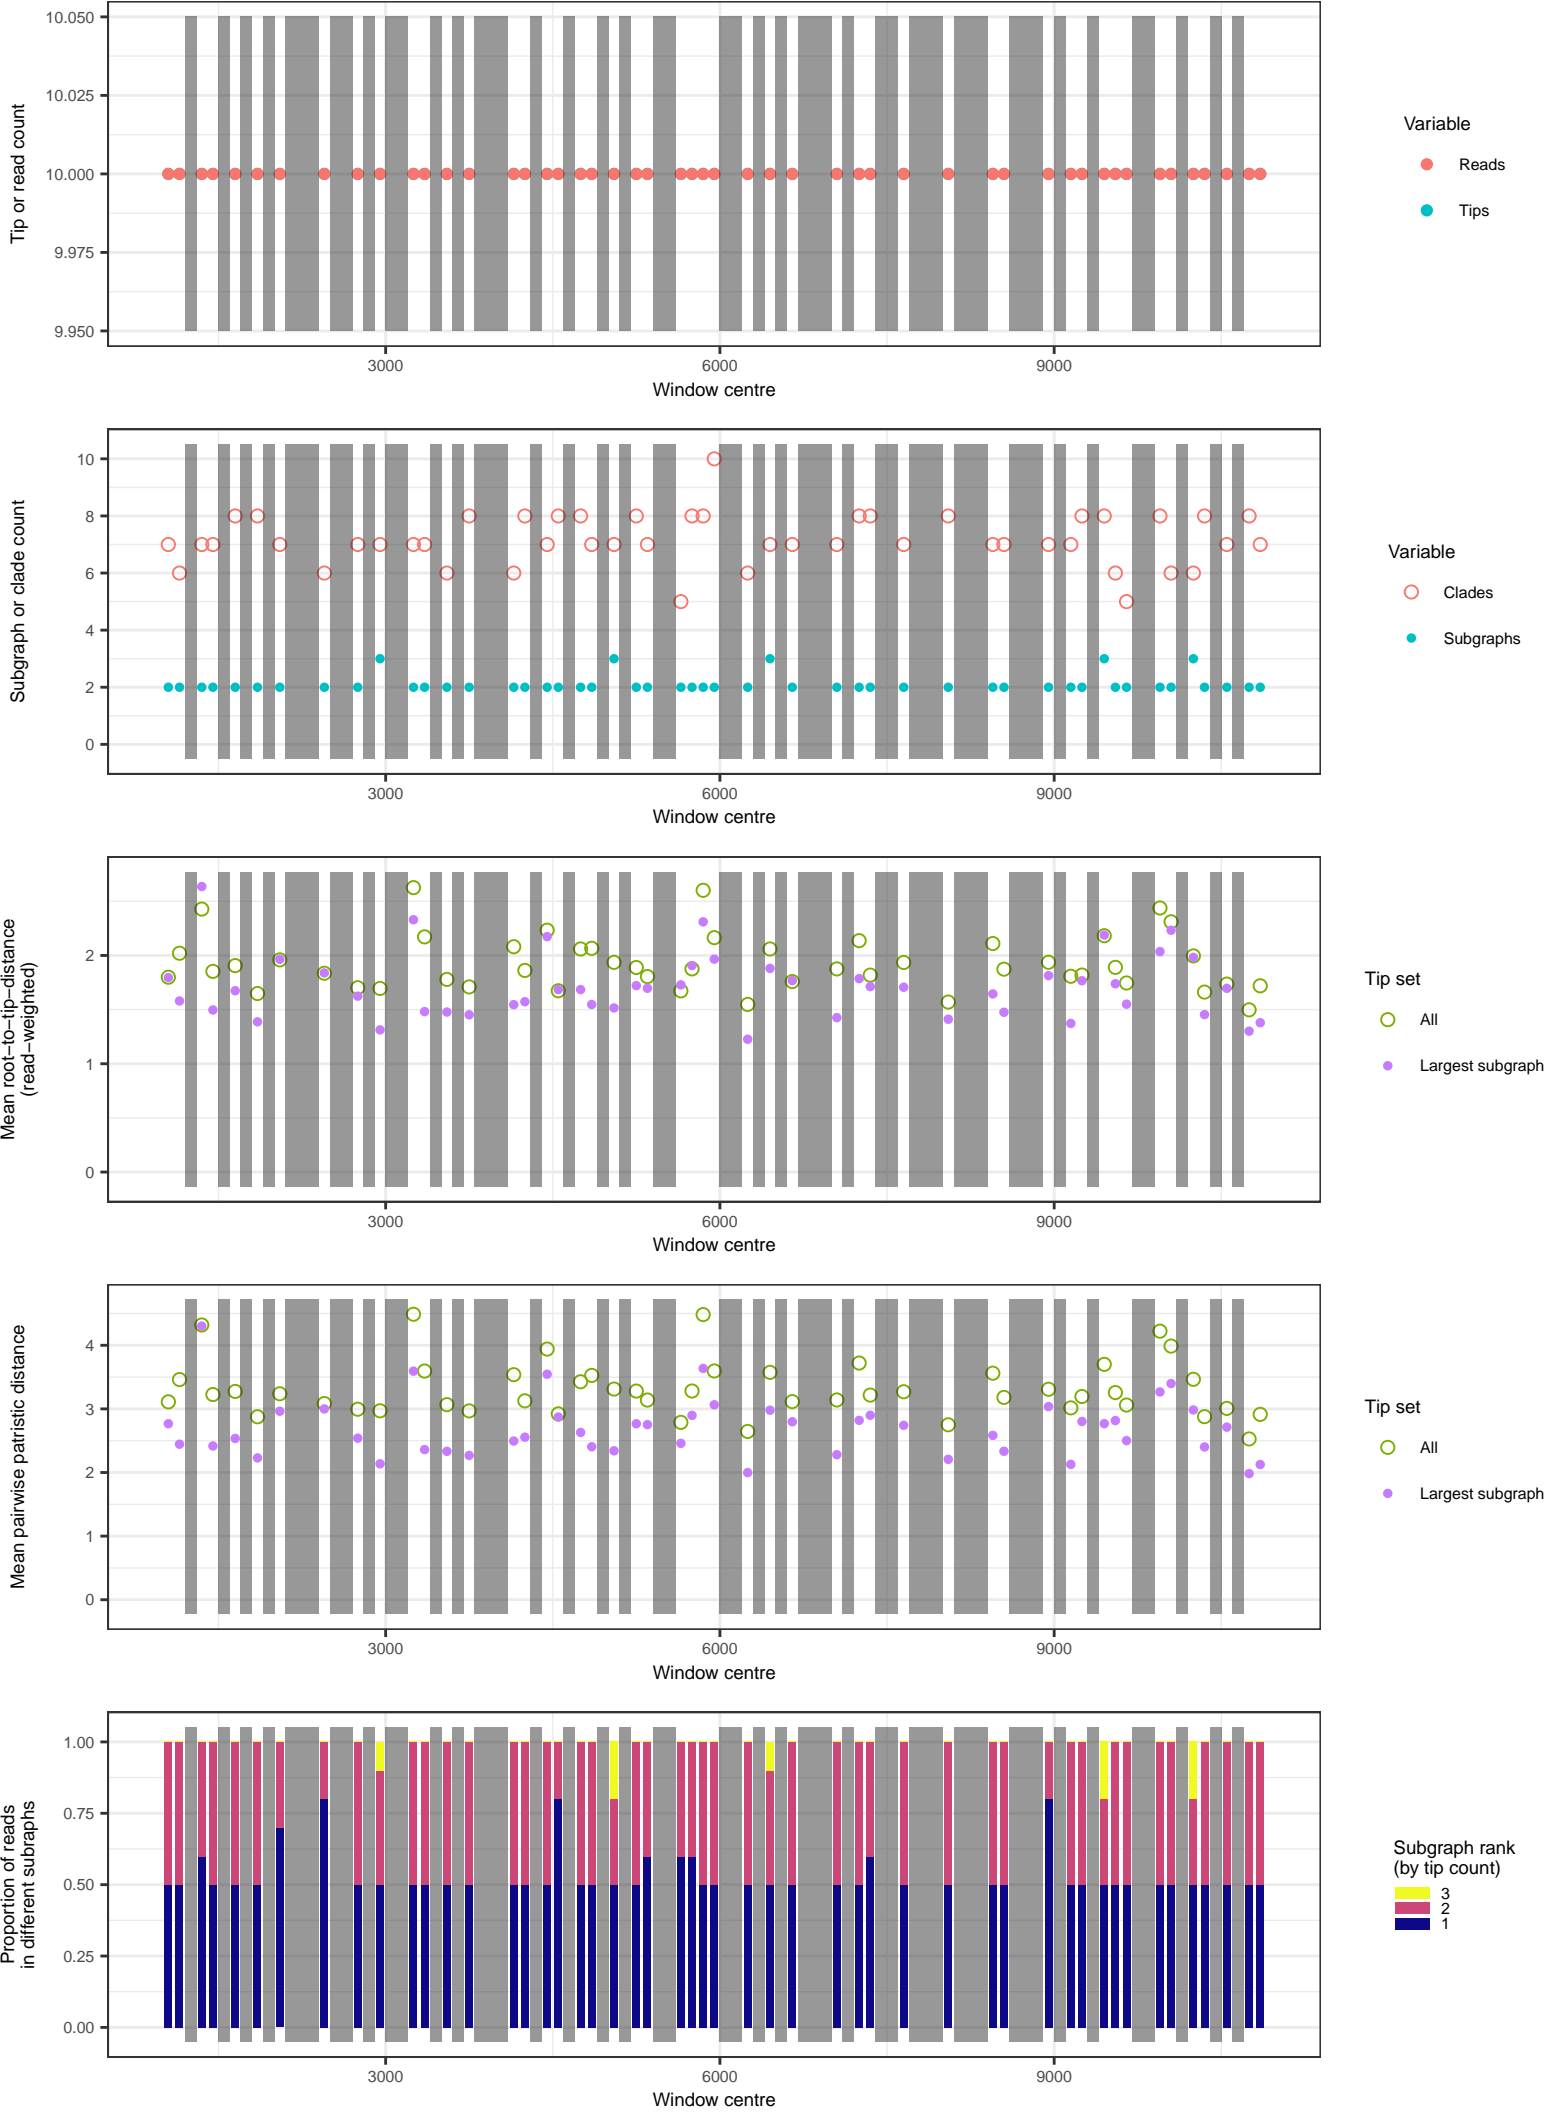 10.050
10.025
10.000
9.975
9.950
Tip or read count
3000
6000
9000
Window centre
Variable
Reads
Tips
10
8
6
4
2
0
Subgraph or clade count
3000
6000
9000
Window centre
Variable
Clades
Subgraphs
2
1
0
Mean root−to−tip−distance
(read−weighted)
3000
6000
9000
Window centre
Tip set
All
Largest subgraph
4
3
2
1
0
Mean pairwise patristic distance
3000
6000
9000
Window centre
Tip set
All
Largest subgraph
1.00
0.75
0.50
0.25
0.00
Proportion of reads
in different subraphs
3000
6000
9000
Window centre
Subgraph rank
(by tip count)
3
2
1